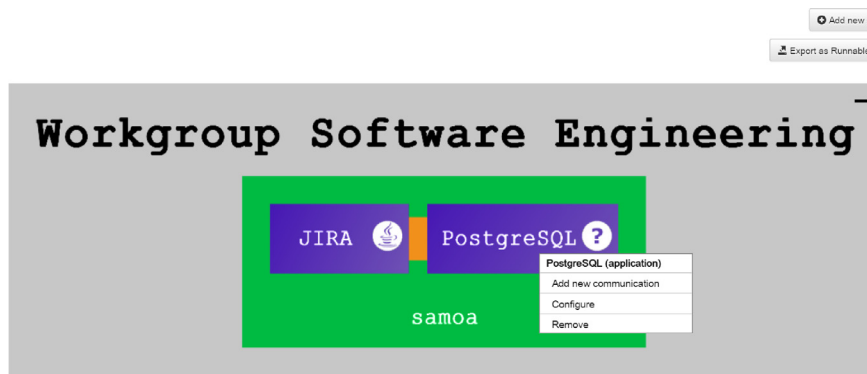 Add new
Export as Runnable
Workgroup Software Engineering
JIRA
PostgreSQL ?
PostgreSQL (application)
Add new communication
Configure
Remove
samoa